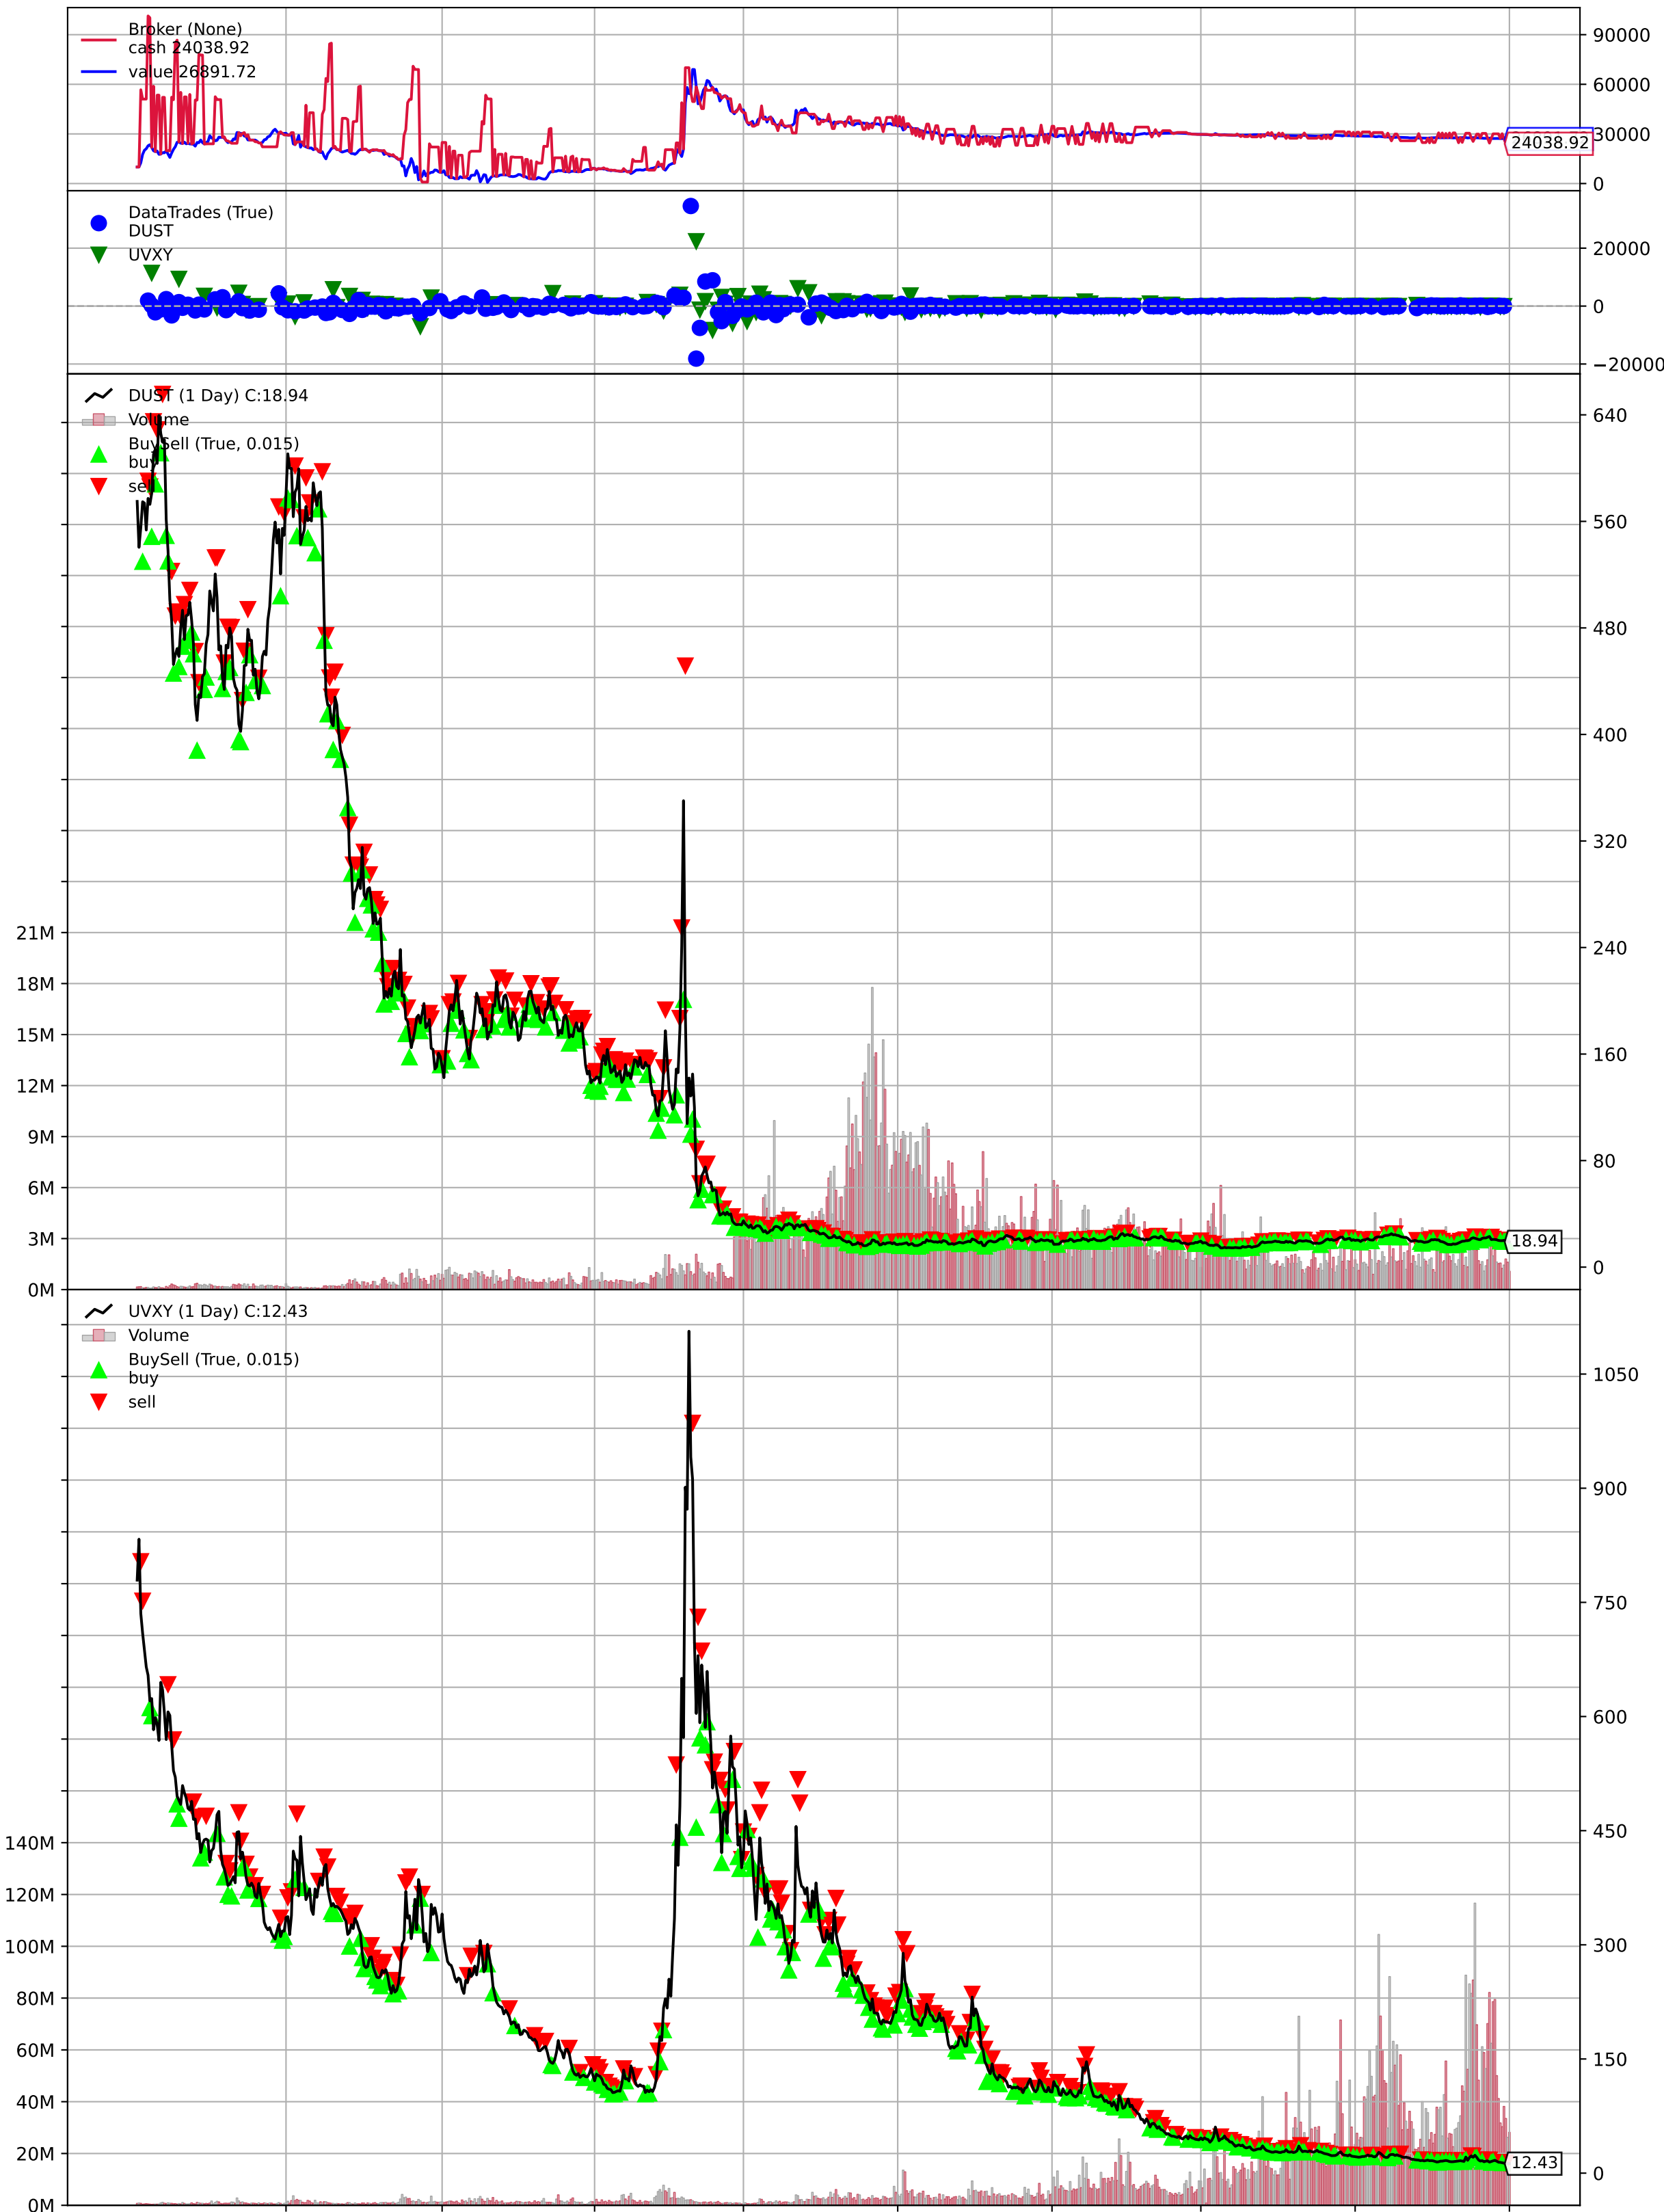 Broker (None)
cash 24038.92
value 26891.72
90000
60000
30000
0
24038.92
DataTrades (True)
DUST
UVXY
20000
0
−20000
DUST (1 Day) C:18.94
Volume
BuySell (True, 0.015)
buy
sell
640
560
480
400
320
240
160
80
0
21M
18M
15M
12M
9M
6M
3M
0M
18.94
UVXY (1 Day) C:12.43
Volume
BuySell (True, 0.015)
buy
sell
1050
900
750
600
450
300
150
0
140M
120M
100M
80M
60M
40M
20M
0M
12.43